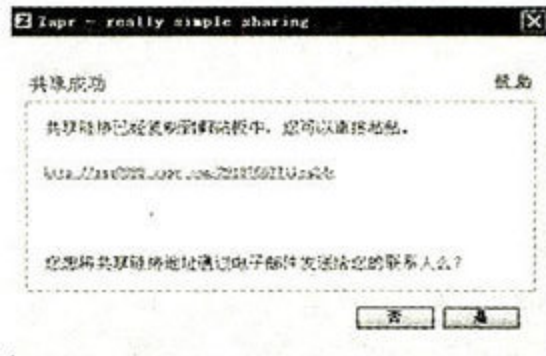 Zapr - really simple sharing
共享成功
帮助
共享链接已经复制到剪贴板中，您可以直接粘贴。
您想将共享链接地址通过电子邮件发送给您的联系人么？
否
是